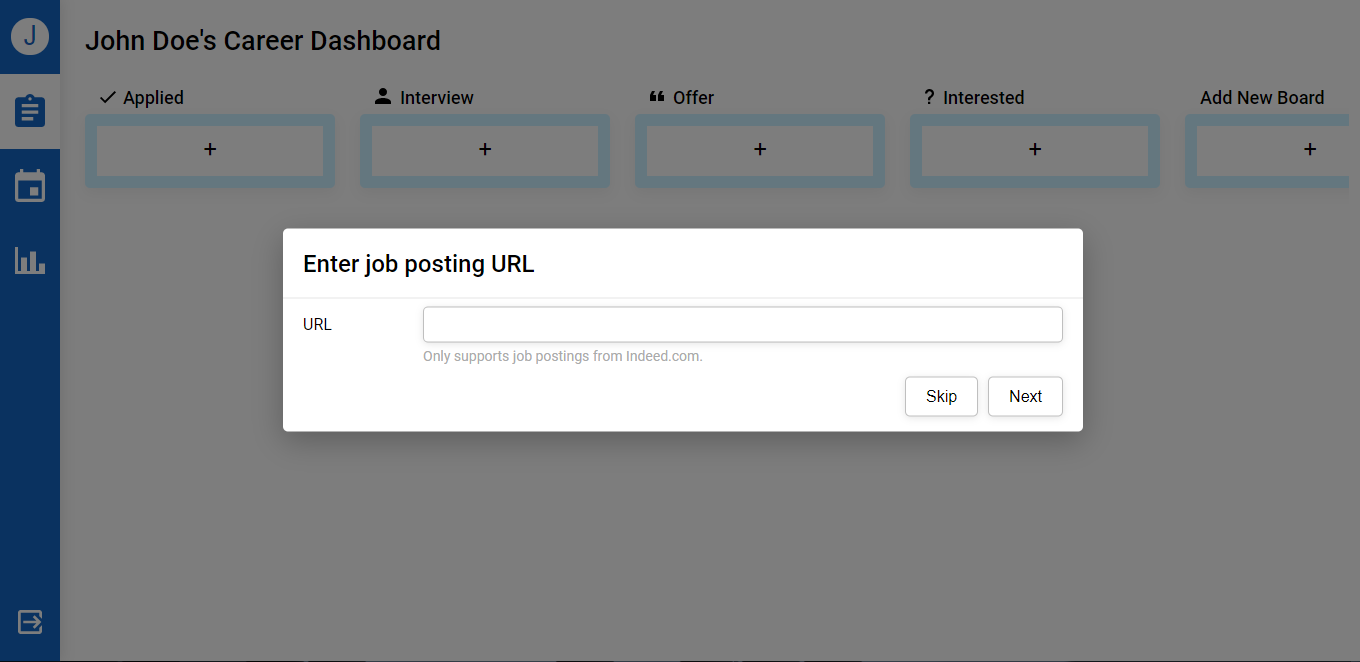 J
John Doe's Career Dashboard
Applied
Interview
Offer
? Interested
Add New Board
+
+
+
+
+
Enter job posting URL
URL
Only supports job postings from Indeed.com.
Skip
Next